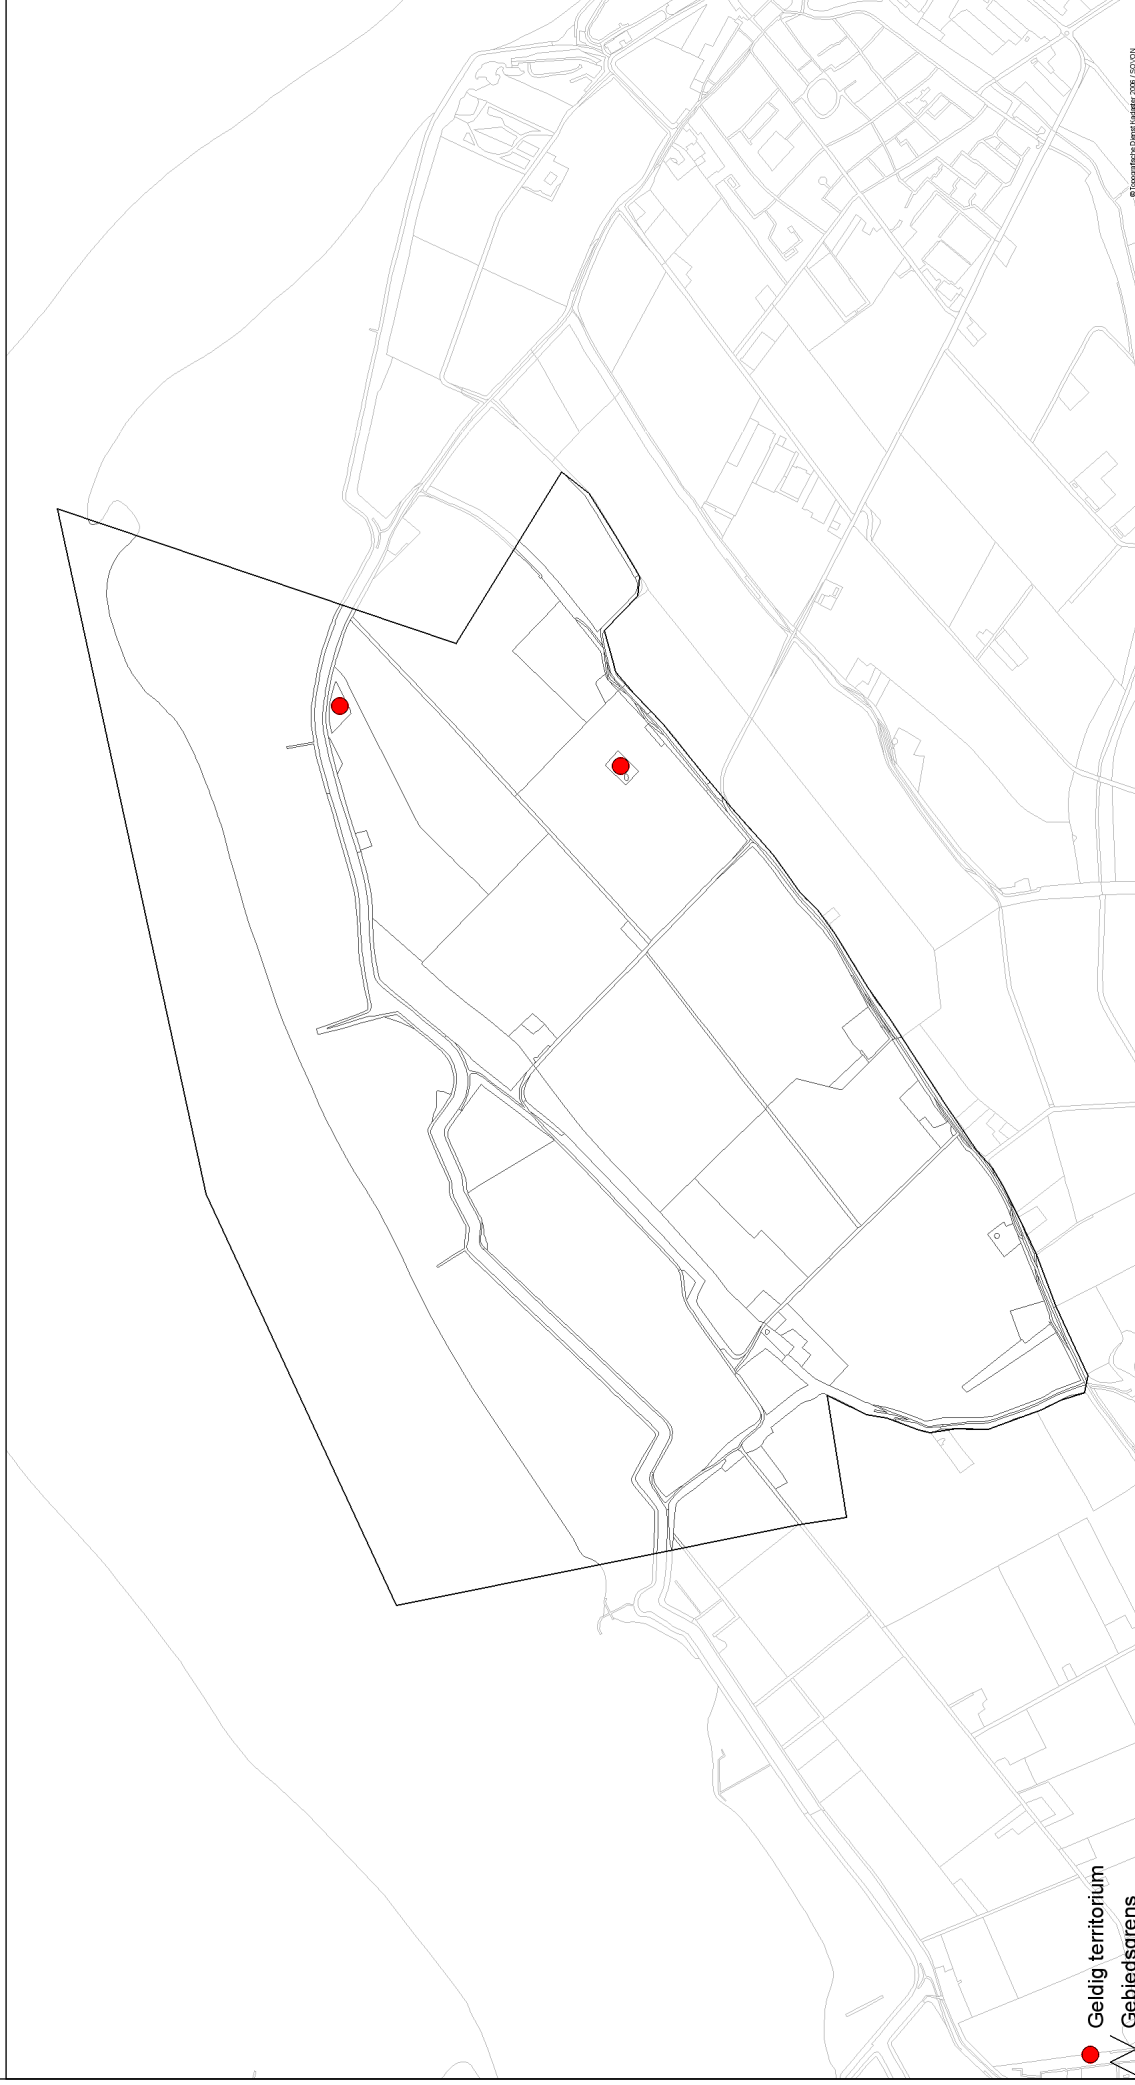 © Topografische Dienst Kadaster 2006 / SOVON
Geldig territorium
Gebiedsgrens